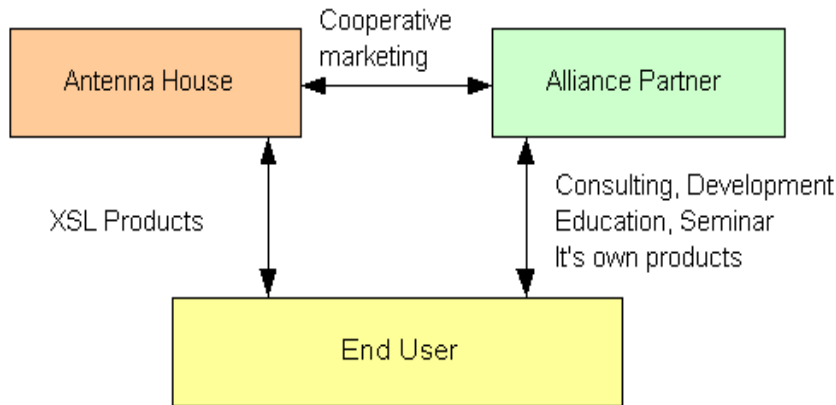 Cooperative
marketing
Antenna House
Alliance Partner
XSL Products
Consulting, Development
Education, Seminar
It's own products
End User